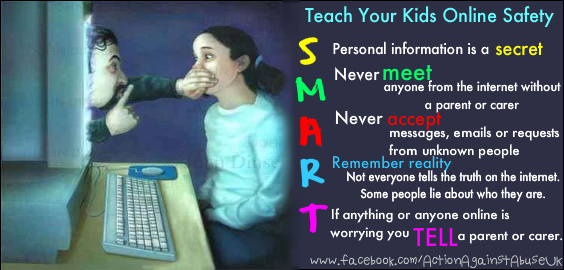 Teach Your Kids Online Safety
S Personal information is a secret
M Never meet
anyone from the internet without
a parent or carer
A Never accept
messages, emails or requests
from unknown people
R Remember reality
Not everyone tells the truth on the internet.
Some people lie about who they are.
T If anything or anyone online is
worrying you TELL a parent or carer.
www.facebook.com/ActionAgainstAbuseUk